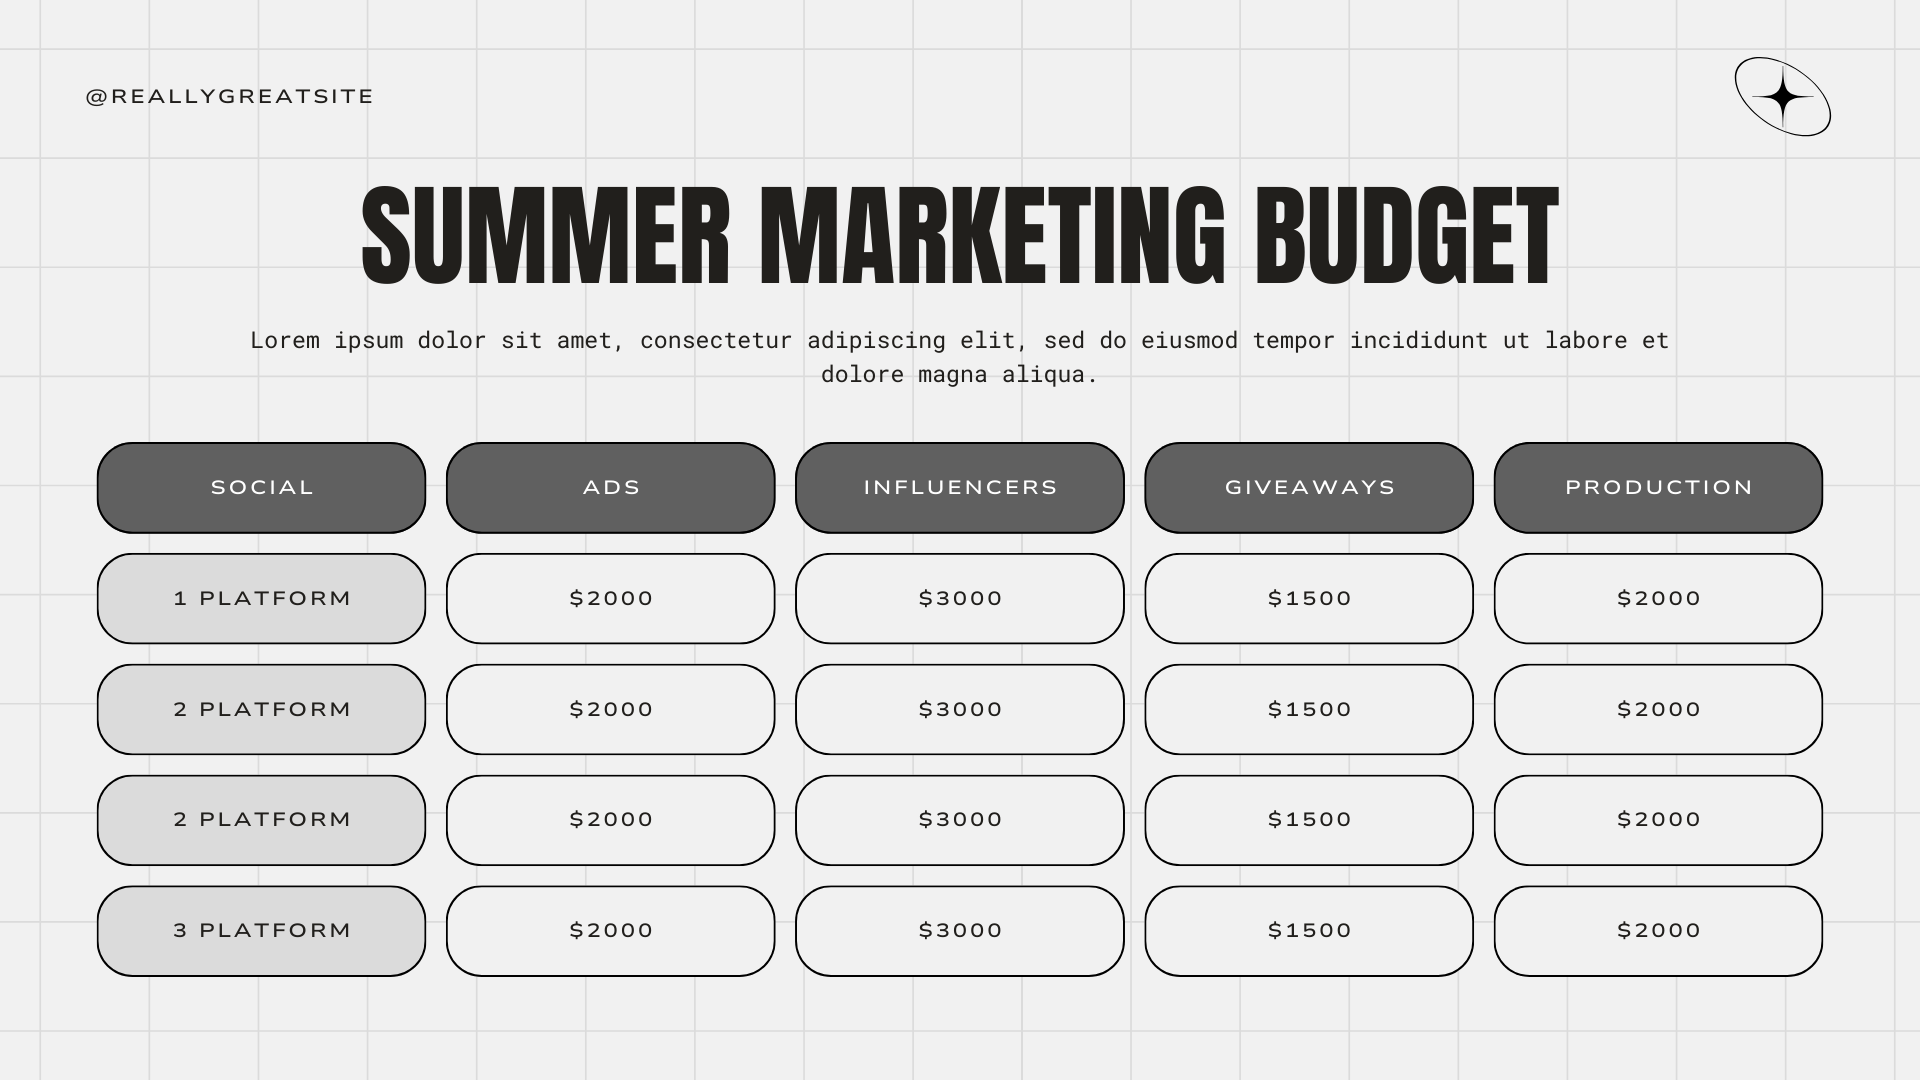 @REALLYGREATSITE
SUMMER MARKETING BUDGET
Lorem ipsum dolor sit amet, consectetur adipiscing elit, sed do eiusmod tempor incididunt ut labore et
dolore magna aliqua.
SOCIAL ADS INFLUENCERS GIVEAWAYS PRODUCTION
1 PLATFORM $2000 $3000 $1500 $2000
2 PLATFORM $2000 $3000 $1500 $2000
2 PLATFORM $2000 $3000 $1500 $2000
3 PLATFORM $2000 $3000 $1500 $2000